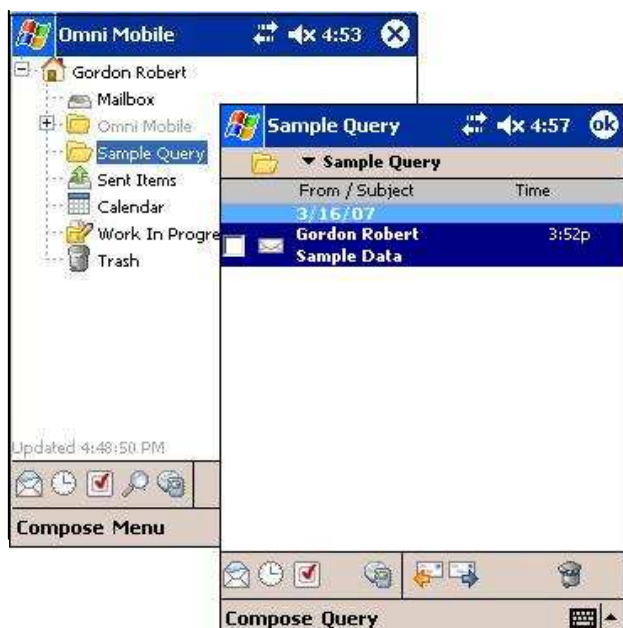 Omni Mobile 4:53
Gordon Robert
Mailbox
Omni Mobile
Sample Query
Sent Items
Calendar
Work In Progre
Trash
Updated 4:48:50 PM
Compose Menu
Sample Query 4:57 ok
Sample Query
From / Subject Time
3/16/07
Gordon Robert 3:52p
Sample Data
Compose Query